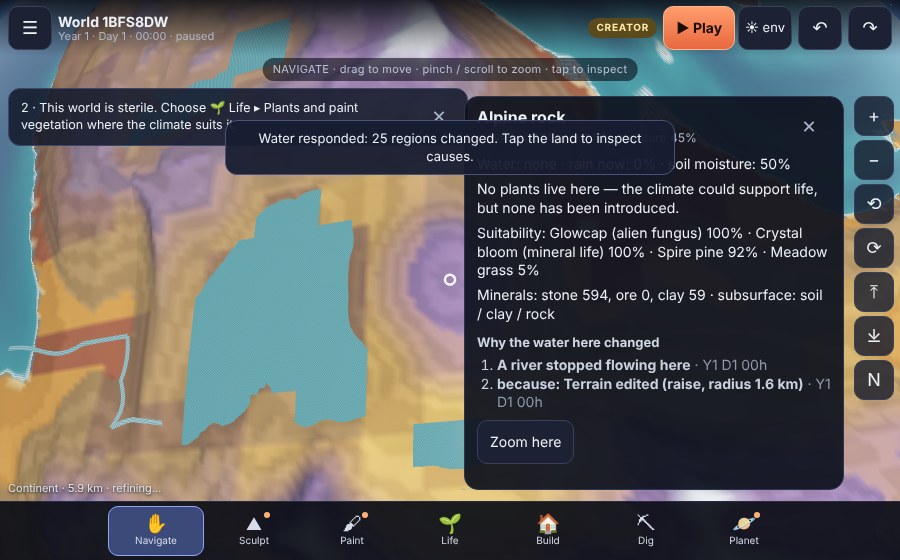 ☰
World 1BFS8DW
Year 1 · Day 1 · 00:00 · paused
CREATOR
▶ Play
☀ env
↶
↷
NAVIGATE · drag to move · pinch / scroll to zoom · tap to inspect
2 · This world is sterile. Choose 🌱 Life ▸ Plants and paint
vegetation where the climate suits
✕
Water responded: 25 regions changed. Tap the land to inspect
causes.
Alpine rock
45%
✕
Water: none · rain now: 0% · soil moisture: 50%
No plants live here — the climate could support life,
but none has been introduced.
Suitability: Glowcap (alien fungus) 100% · Crystal
bloom (mineral life) 100% · Spire pine 92% · Meadow
grass 5%
Minerals: stone 594, ore 0, clay 59 · subsurface: soil
/ clay / rock
Why the water here changed
1. A river stopped flowing here · Y1 D1 00h
2. because: Terrain edited (raise, radius 1.6 km) · Y1
D1 00h
Zoom here
+
−
⟲
⟳
⤒
⤓
N
Continent · 5.9 km · refining…
Navigate
Sculpt
Paint
Life
Build
Dig
Planet